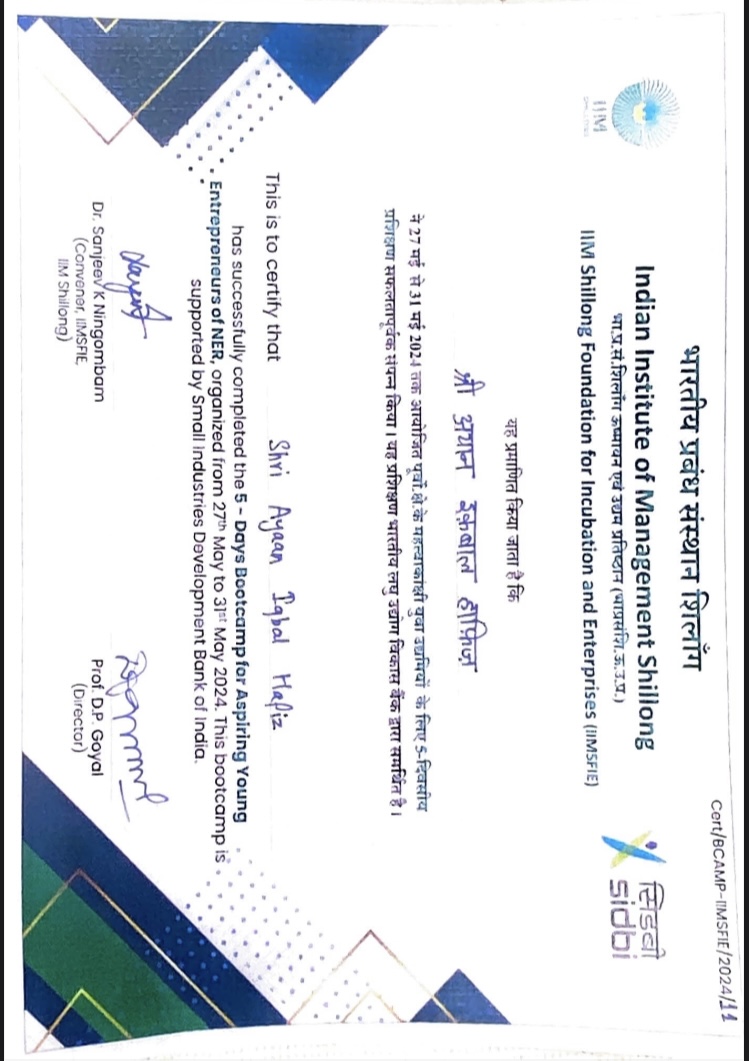 Cert/BCAMP-IIMSFIE/2024/11
भारतीय प्रबंध संस्थान शिलाँग
Indian Institute of Management Shillong
भा.प्र.सं.शिलाँग ऊष्मायन एवं उद्यम प्रतिष्ठान (भाप्रसंशि.ऊ.उ.प्र.)
IIM Shillong Foundation for Incubation and Enterprises (IIMSFIE)
IIM
SHILLONG
सिडबी
sidbi
यह प्रमाणित किया जाता है कि
श्री अयान इक़बाल हाफिज
ने 27 मई से 31 मई 2024 तक आयोजित पूर्वो.क्षे.के महत्वाकांक्षी युवा उद्यमियों के लिए 5-दिवसीय
प्रशिक्षण सफलतापूर्वक संपन्न किया। यह प्रशिक्षण भारतीय लघु उद्योग विकास बैंक द्वारा समर्थित है।
This is to certify that Shri Ayaan Iqbal Hafiz
has successfully completed the 5 - Days Bootcamp for Aspiring Young
Entrepreneurs of NER, organized from 27th May to 31st May 2024. This bootcamp is
supported by Small Industries Development Bank of India.
Dr. Sanjeev K Ningombam
(Convener, IIMSFIE,
IIM Shillong)
Prof. D.P. Goyal
(Director)